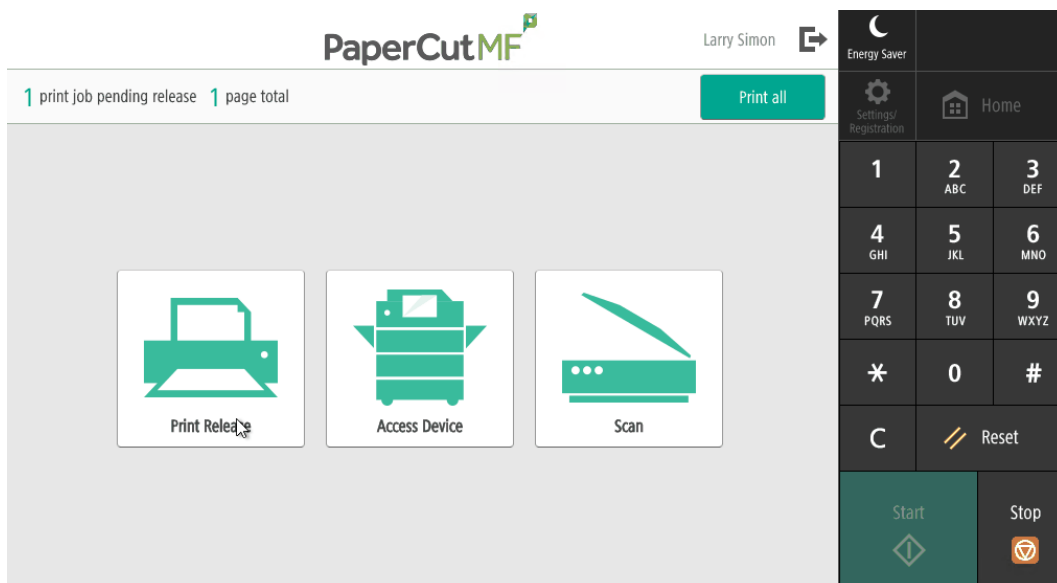 PaperCutMF
Larry Simon
1 print job pending release 1 page total
Print all
Print Release
Access Device
Scan
Energy Saver
Settings/
Registration
Home
1
2
ABC
3
DEF
4
GHI
5
JKL
6
MNO
7
PQRS
8
TUV
9
WXYZ
*
0
#
C
Reset
Start
Stop